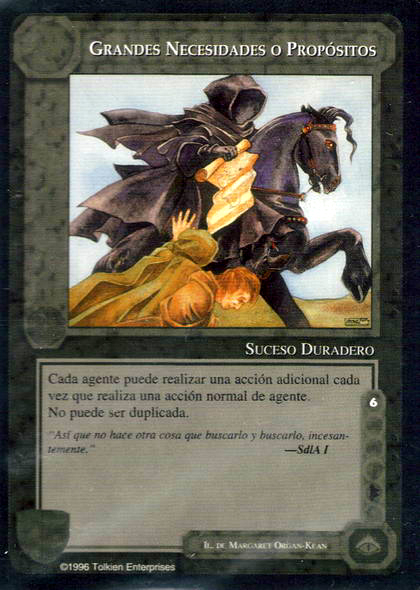 Grandes Necesidades o Propósitos
Suceso Duradero
Cada agente puede realizar una acción adicional cada
vez que realiza una acción normal de agente.
No puede ser duplicada.
6
"Así que no hace otra cosa que buscarlo y buscarlo, incesan-
temente."
—SdlA I
Il. de Margaret Organ-Kean
©1996 Tolkien Enterprises